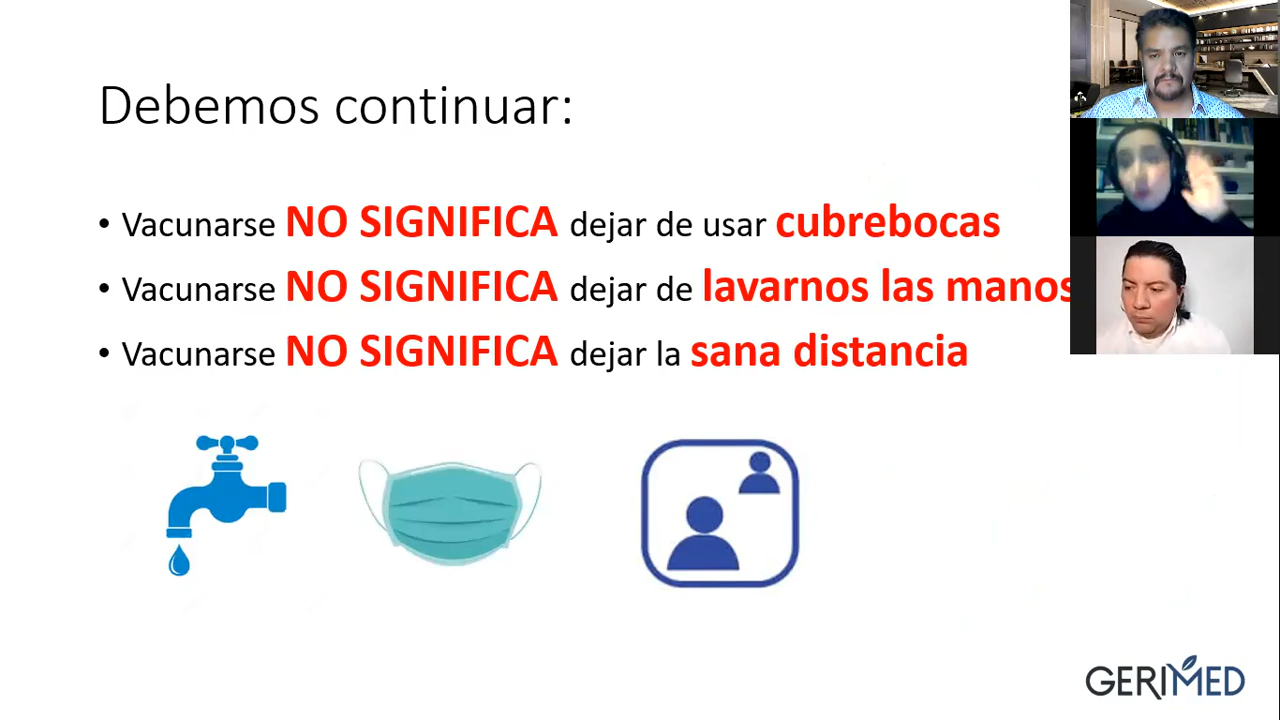 Debemos continuar:
• Vacunarse NO SIGNIFICA dejar de usar cubrebocas
• Vacunarse NO SIGNIFICA dejar de lavarnos las manos
• Vacunarse NO SIGNIFICA dejar la sana distancia
GERIMED